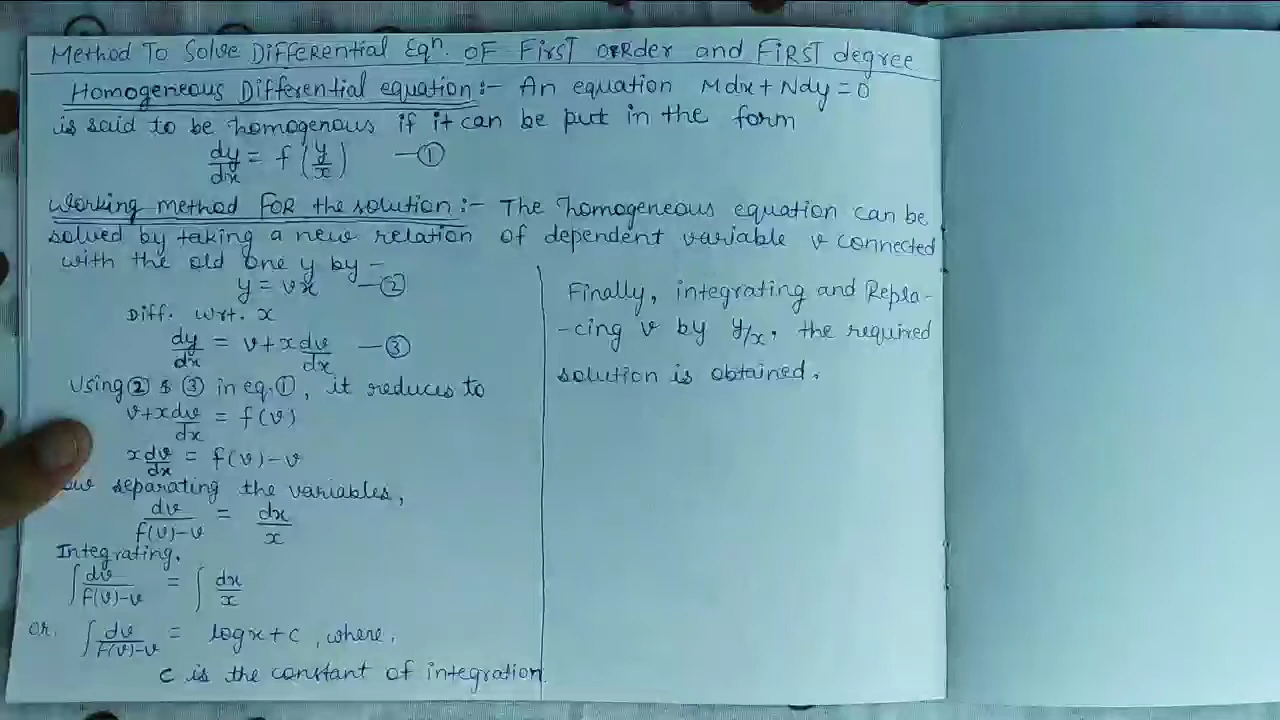 Method To Solve Differential Eqn. OF First ORRder and FiRST degree
Homogeneous Differential equation :- An equation Mdx + Ndy = 0
is said to be homogenous if it can be put in the form
dy/dx = f(y/x) —①
Working method FOR the solution :- The homogeneous equation can be
solved by taking a new relation of dependent variable v connected
with the old one y by –
y = vx —②
Diff. wrt. x
dy/dx = v + x dv/dx —③
Using ② & ③ in eq. ①, it reduces to
v + x dv/dx = f(v)
x dv/dx = f(v) - v
separating the variables,
dv/f(v)-v = dx/x
Integrating.
∫ dv/f(v)-v = ∫ dx/x
or. ∫ dv/f(v)-v = logx + c, where,
c is the constant of integration.
Finally, integrating and Repla-
-cing v by y/x, the required
solution is obtained.